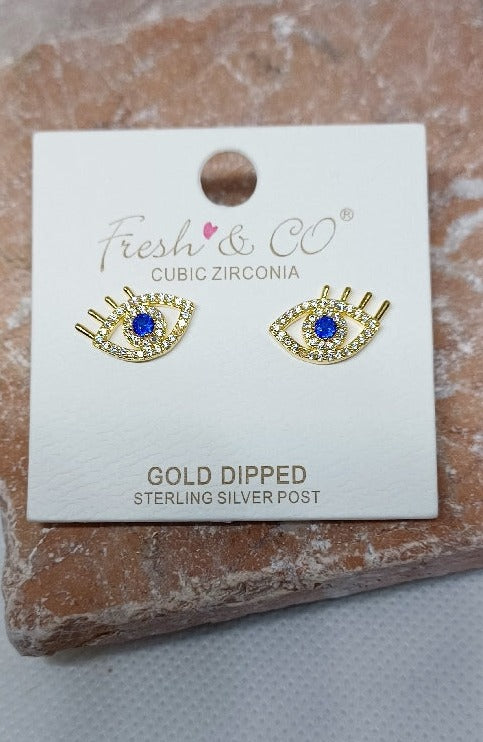 Fresh & CO®
CUBIC ZIRCONIA
GOLD DIPPED
STERLING SILVER POST